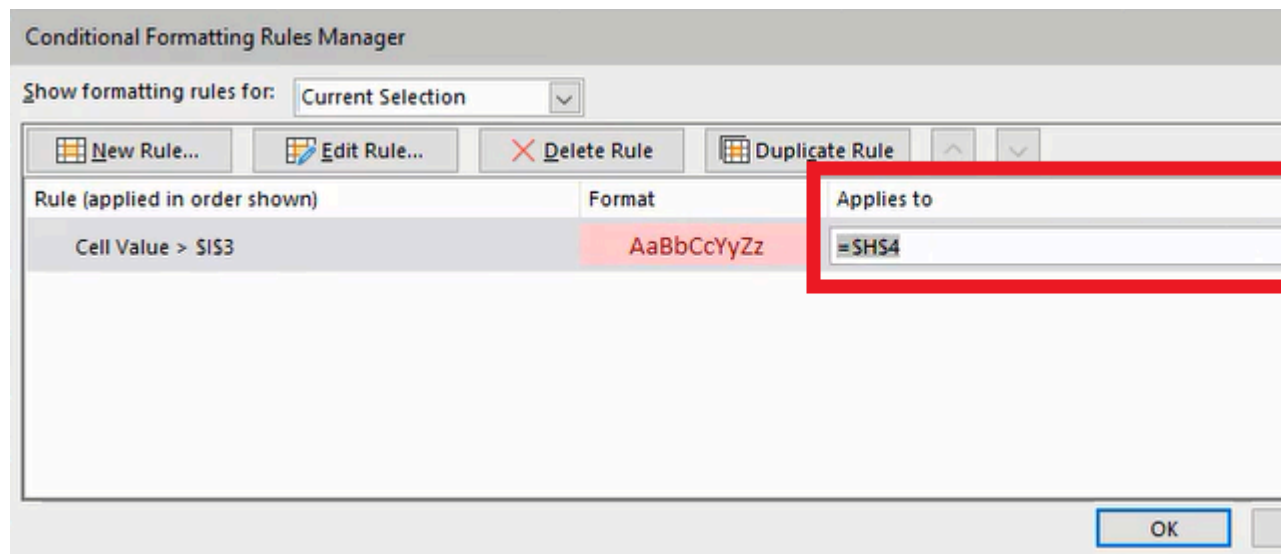 Conditional Formatting Rules Manager
Show formatting rules for: Current Selection
New Rule... Edit Rule... Delete Rule Duplicate Rule
Rule (applied in order shown) Format Applies to
Cell Value > $I$3 AaBbCcYyZz =$H$4
OK